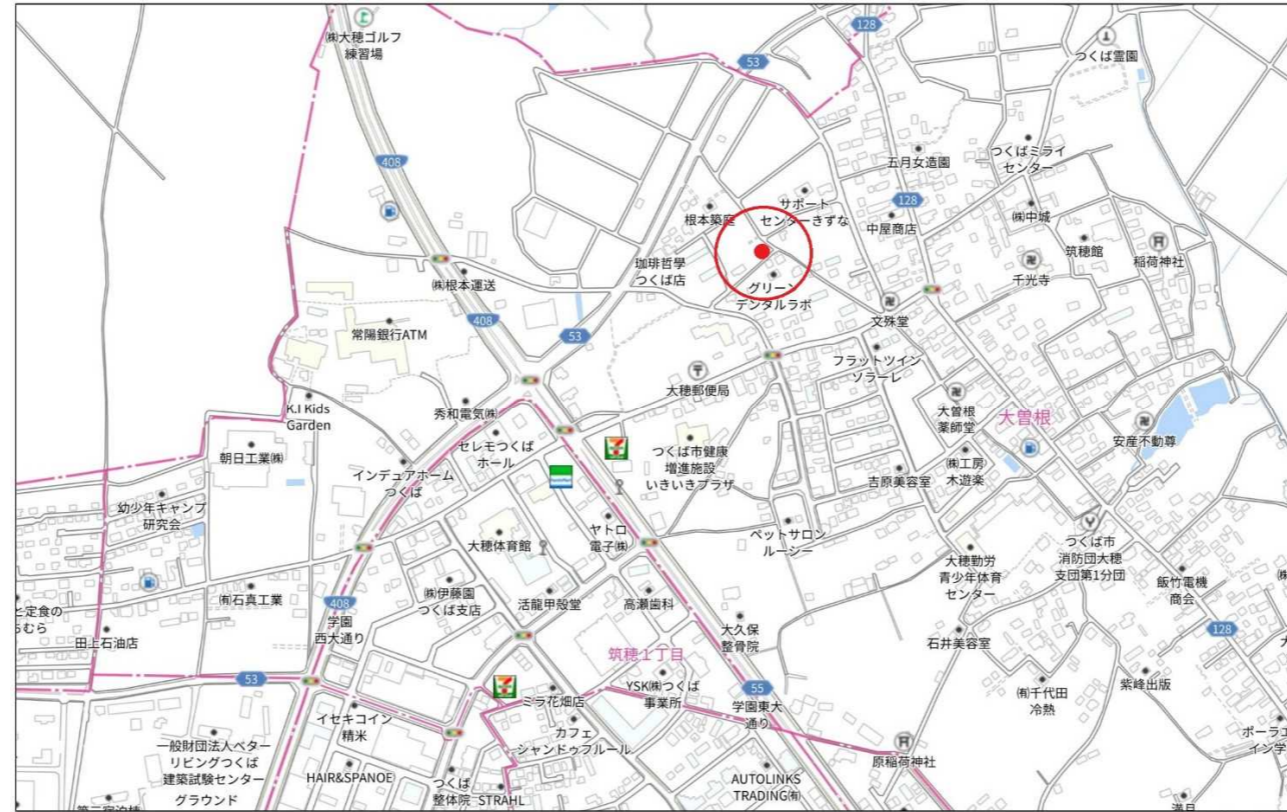 ㈱大穂ゴルフ
練習場
128
つくば霊園
53
408
五月女造園
つくばミライ
センター
128
根本築庭
サポート
センターきずな
中屋商店
㈱中城
筑穂館
稲荷神社
千光寺
珈琲哲學
つくば店
㈱根本運送
グリーン
デンタルラボ
文殊堂
常陽銀行ATM
408
53
フラットツイン
ソラーレ
大穂郵便局
K.I Kids
Garden
秀和電気㈱
大曽根
薬師堂
大曽根
安産不動尊
朝日工業㈱
セレモつくば
ホール
インデュアホーム
つくば
つくば市健康
増進施設
いきいきプラザ
吉原美容室
㈱工房
木遊楽
幼少年キャンプ
研究会
大穂体育館
ヤトロ
電子㈱
ペットサロン
ルーシー
大穂勤労
青少年体育
センター
つくば市
消防団大穂
支団第1分団
飯竹電機
商会
㈲石真工業
408
学園
西大通り
㈱伊藤園
つくば支店
活龍甲殻堂
高瀬歯科
と定食の
田上石油店
大久保
整骨院
石井美容室
128
筑穂1丁目
53
YSK㈱つくば
事業所
55
学園東大
通り
㈲千代田
冷熱
紫峰出版
ミラ花畑店
イセキコイン
精米
カフェ
シャンドゥフルール
一般財団法人ベター
リビングつくば
建築試験センター
原稲荷神社
HAIR&SPANOE
つくば
整体院
STRAHL
AUTOLINKS
TRADING㈲
グラウンド